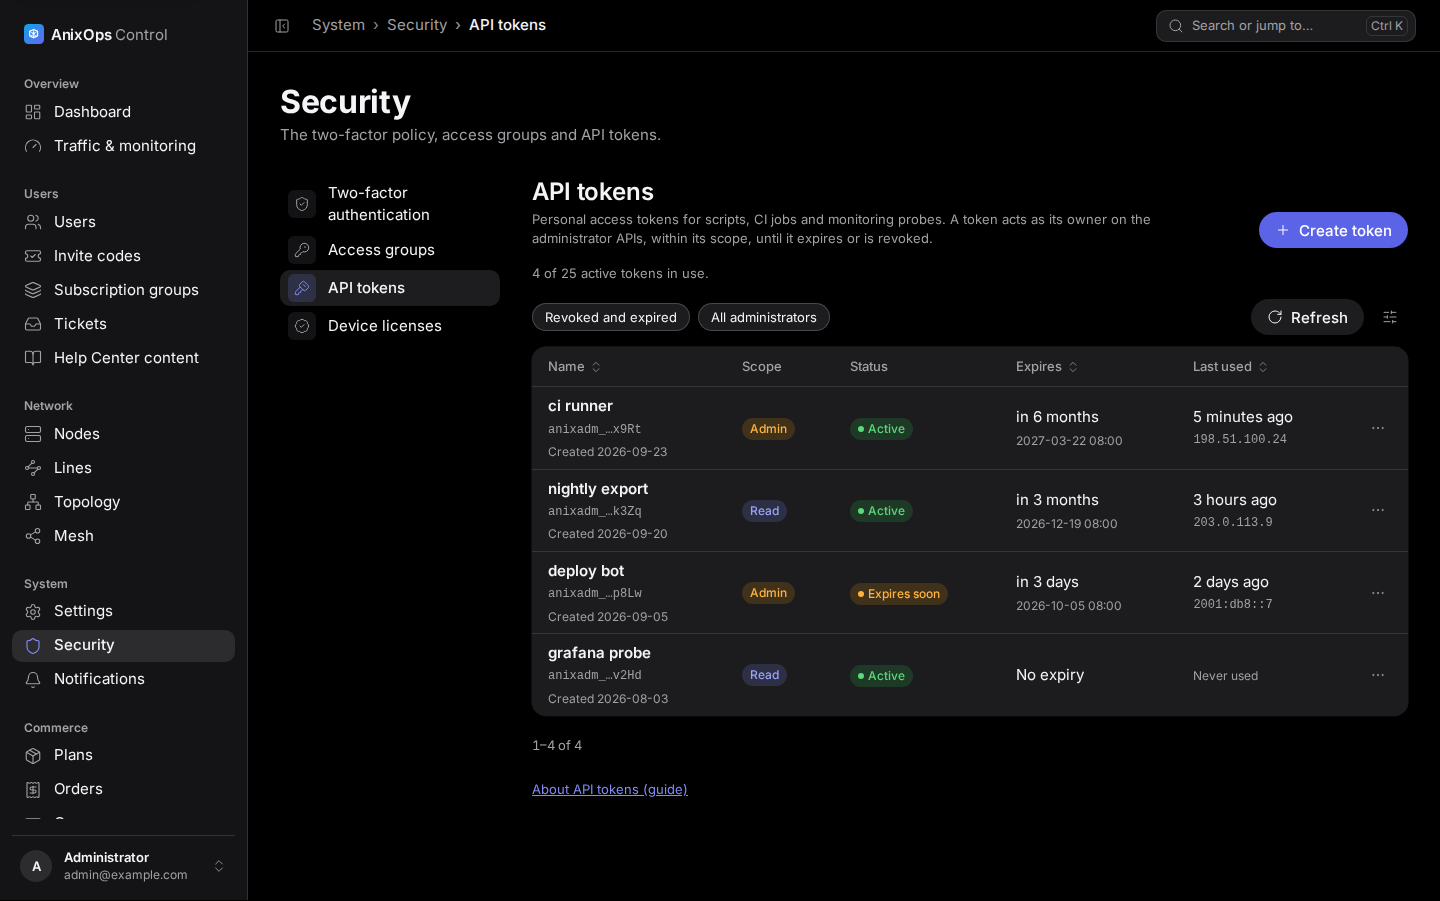 AnixOps Control
Overview
Dashboard
Traffic & monitoring
Users
Users
Invite codes
Subscription groups
Tickets
Help Center content
Network
Nodes
Lines
Topology
Mesh
System
Settings
Security
Notifications
Commerce
Plans
Orders
A
Administrator
admin@example.com
System › Security › API tokens
Search or jump to... Ctrl K
Security
The two-factor policy, access groups and API tokens.
Two-factor
authentication
Access groups
API tokens
Device licenses
API tokens
Personal access tokens for scripts, CI jobs and monitoring probes. A token acts as its owner on the
administrator APIs, within its scope, until it expires or is revoked.
Create token
4 of 25 active tokens in use.
Revoked and expired All administrators Refresh
Name Scope Status Expires Last used
ci runner
anixadm_…x9Rt
Created 2026-09-23
Admin
Active
in 6 months
2027-03-22 08:00
5 minutes ago
198.51.100.24
nightly export
anixadm_…k3Zq
Created 2026-09-20
Read
Active
in 3 months
2026-12-19 08:00
3 hours ago
203.0.113.9
deploy bot
anixadm_…p8Lw
Created 2026-09-05
Admin
Expires soon
in 3 days
2026-10-05 08:00
2 days ago
2001:db8::7
grafana probe
anixadm_…v2Hd
Created 2026-08-03
Read
Active
No expiry
Never used
1–4 of 4
About API tokens (guide)